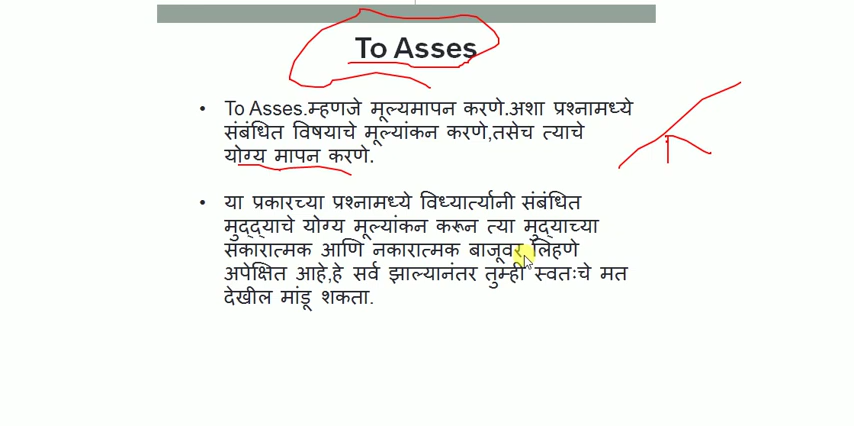 To Asses
• To Asses.म्हणजे मूल्यमापन करणे.अशा प्रश्नामध्ये
संबंधित विषयाचे मूल्यांकन करणे,तसेच त्याचे
योग्य मापन करणे.
• या प्रकारच्या प्रश्नामध्ये विध्यार्त्यानी संबंधित
मुद्द्याचे योग्य मूल्यांकन करून त्या मुद्याच्या
सकारात्मक आणि नकारात्मक बाजूवर लिहणे
अपेक्षित आहे,हे सर्व झाल्यानंतर तुम्ही स्वतःचे मत
देखील मांडू शकता.